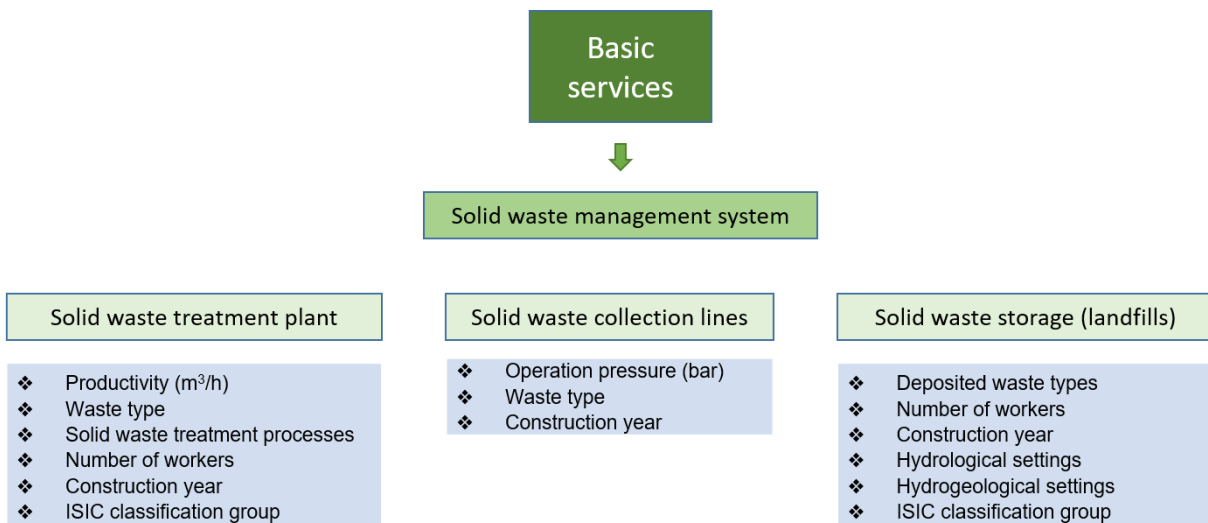 Basic
services
Solid waste management system
Solid waste treatment plant
❖ Productivity (m³/h)
❖ Waste type
❖ Solid waste treatment processes
❖ Number of workers
❖ Construction year
❖ ISIC classification group
Solid waste collection lines
❖ Operation pressure (bar)
❖ Waste type
❖ Construction year
Solid waste storage (landfills)
❖ Deposited waste types
❖ Number of workers
❖ Construction year
❖ Hydrological settings
❖ Hydrogeological settings
❖ ISIC classification group